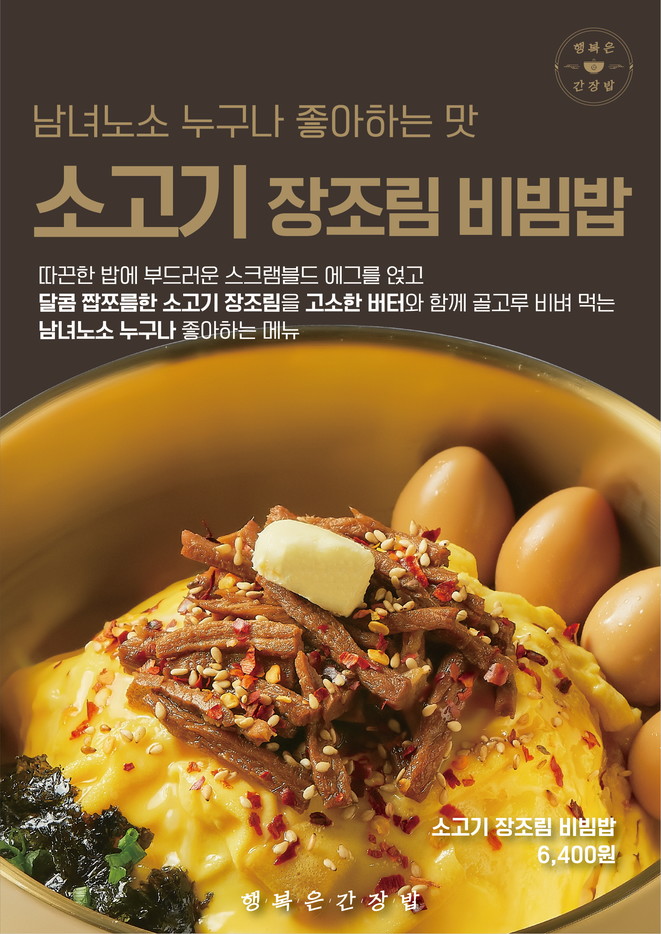 행복은
간장밥
남녀노소 누구나 좋아하는 맛
소고기 장조림 비빔밥
따끈한 밥에 부드러운 스크램블드 에그를 얹고
달콤 짭쪼름한 소고기 장조림을 고소한 버터와 함께 골고루 비벼 먹는
남녀노소 누구나 좋아하는 메뉴
소고기 장조림 비빔밥
6,400원
행복은간장밥